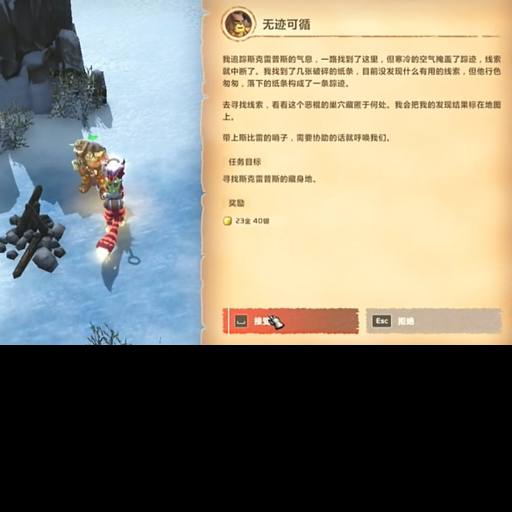 无迹可循
我追踪斯克雷普斯的气息，一路找到了这里，但寒冷的空气掩盖了踪迹，线索
就中断了。我找到了几张破碎的纸条，目前没发现什么有用的线索，但他行色
匆匆，落下的纸条构成了一条踪迹。
去寻找线索，看看这个恶棍的巢穴藏匿于何处。我会把我的发现结果标在地图
上。
带上斯比雷的哨子，需要协助的话就呼唤我们。
任务目标
寻找斯克雷普斯的藏身地。
奖励
23金 40银
接受
Esc 拒绝